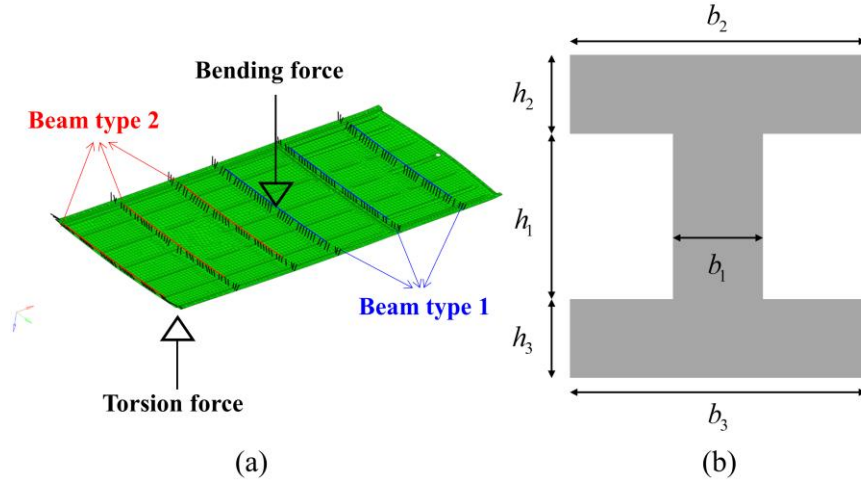 Bending force
Beam type 2
Beam type 1
Torsion force
(a)
b₂
h₂
h₁
b₁
h₃
b₃
(b)